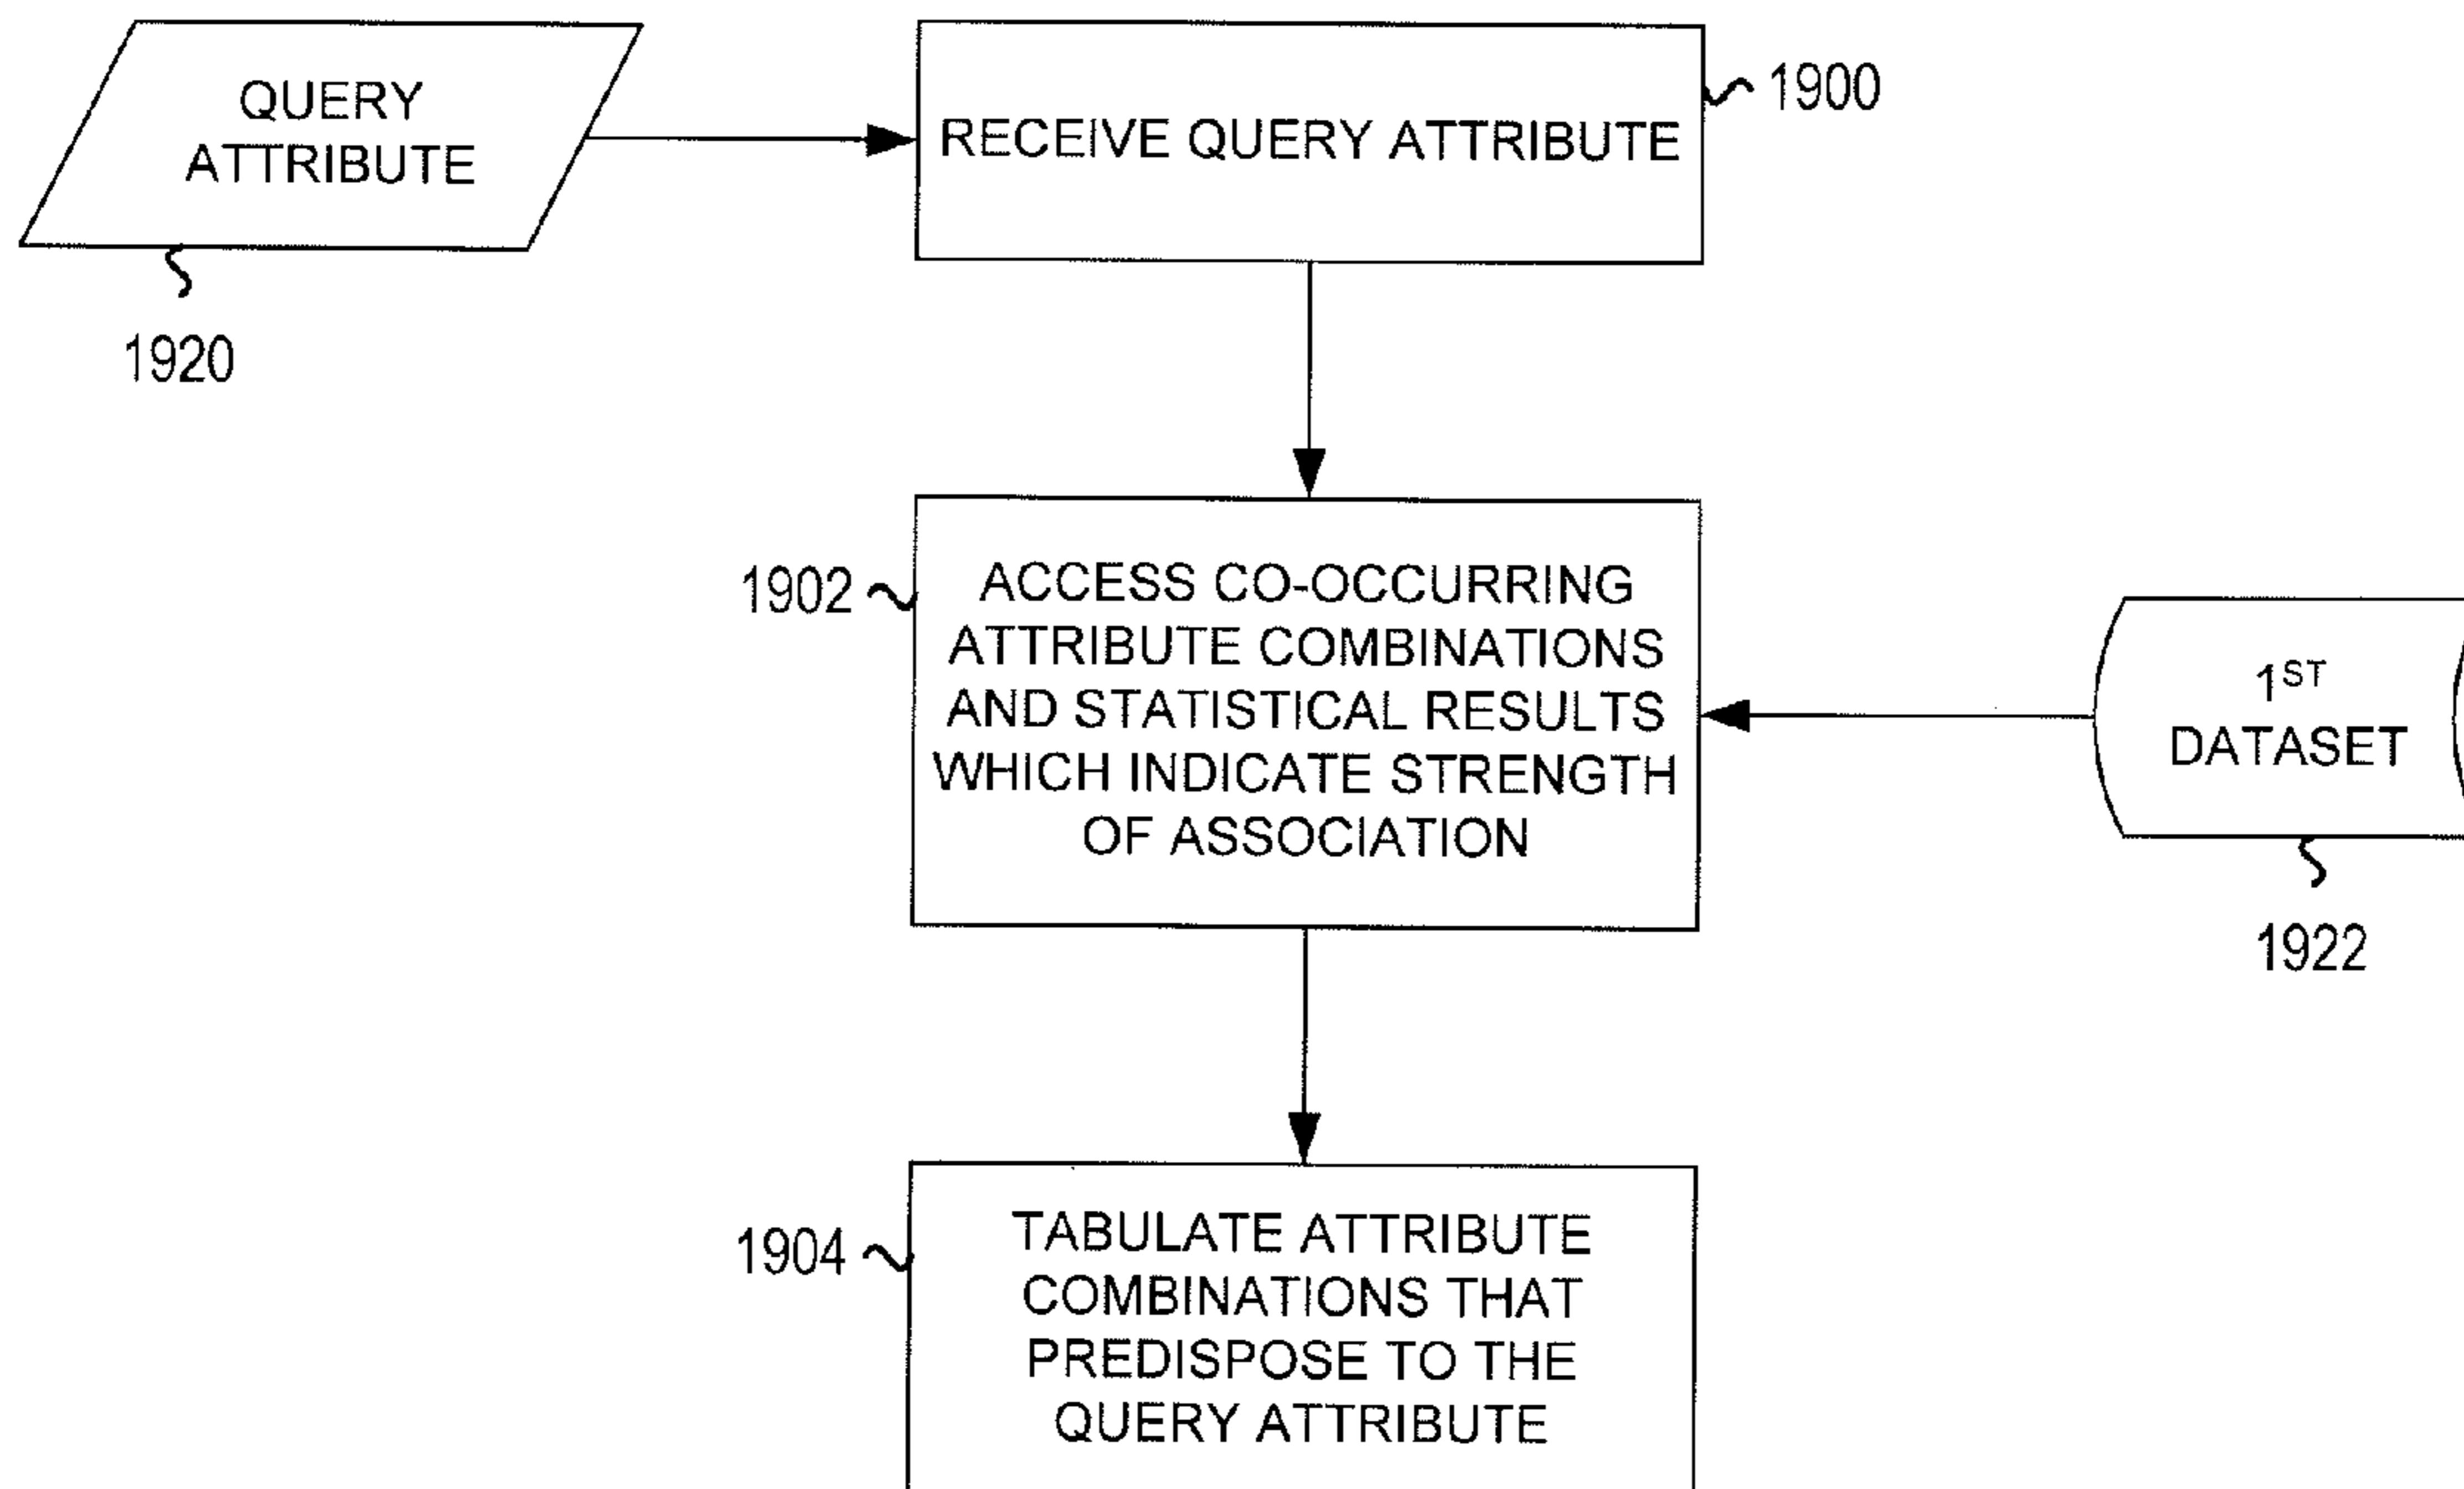 QUERY
ATTRIBUTE
1920
RECEIVE QUERY ATTRIBUTE
1900
1902
ACCESS CO-OCCURRING
ATTRIBUTE COMBINATIONS
AND STATISTICAL RESULTS
WHICH INDICATE STRENGTH
OF ASSOCIATION
1ST
DATASET
1922
1904
TABULATE ATTRIBUTE
COMBINATIONS THAT
PREDISPOSE TO THE
QUERY ATTRIBUTE